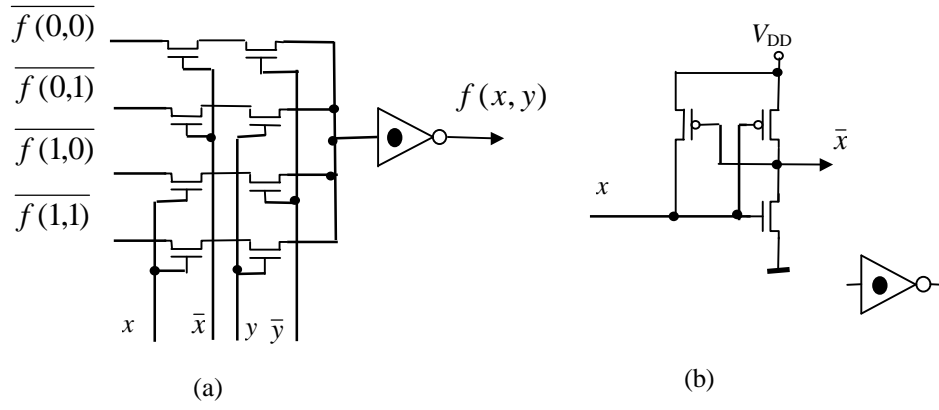 f(0,0)̅
f(0,1)̅
f(1,0)̅
f(1,1)̅
f(x, y)
x x̄ y ȳ
(a)
V_DD
x̄
x
(b)